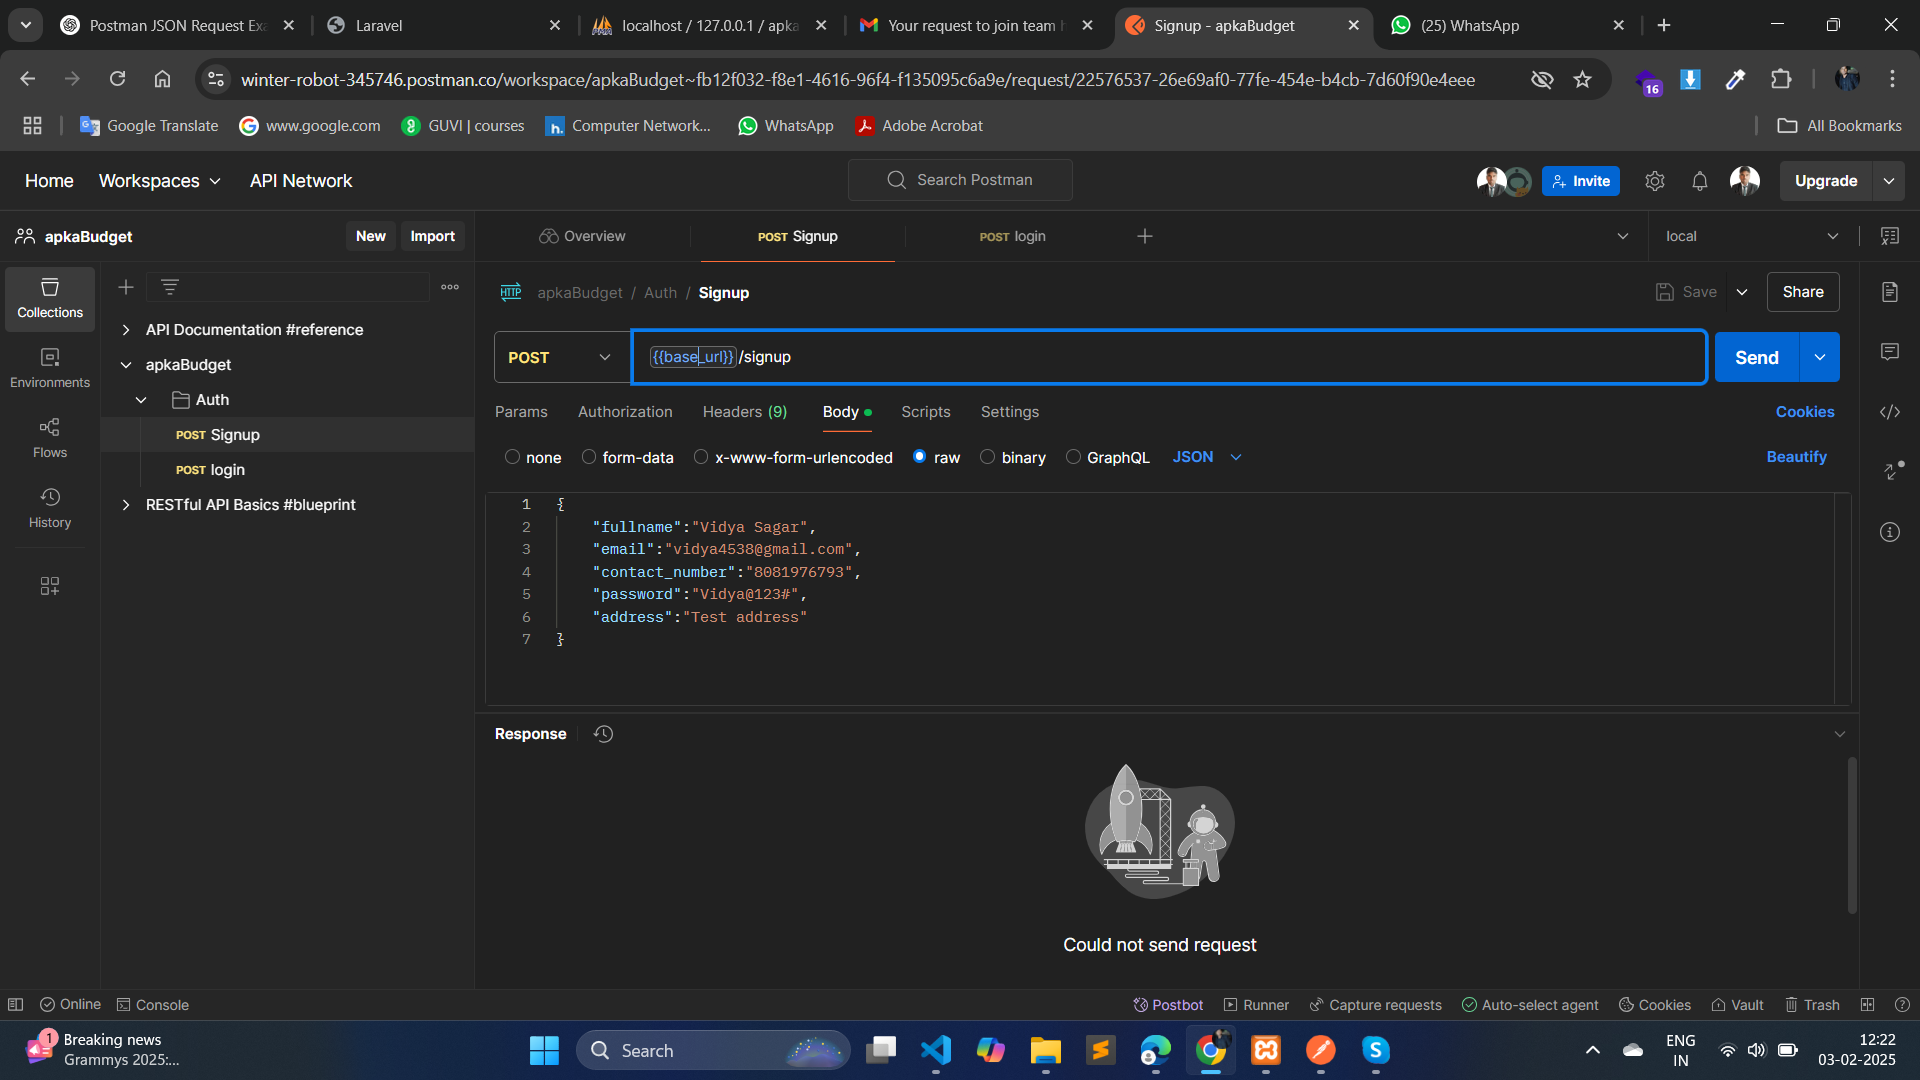 Postman JSON Request Exa
Laravel
localhost / 127.0.0.1 / apka
Your request to join team h
Signup - apkaBudget
(25) WhatsApp
winter-robot-345746.postman.co/workspace/apkaBudget~fb12f032-f8e1-4616-96f4-f135095c6a9e/request/22576537-26e69af0-77fe-454e-b4cb-7d60f90e4eee
16
Google Translate
www.google.com
GUVI | courses
Computer Network...
WhatsApp
Adobe Acrobat
All Bookmarks
Home
Workspaces
API Network
Search Postman
Invite
Upgrade
apkaBudget
New
Import
Overview
POST Signup
POST login
local
Collections
Environments
Flows
History
API Documentation #reference
apkaBudget
Auth
POST Signup
POST login
RESTful API Basics #blueprint
HTTP
apkaBudget / Auth / Signup
Save
Share
POST
{{base_url}}/signup
Send
Params
Authorization
Headers (9)
Body
Scripts
Settings
Cookies
none
form-data
x-www-form-urlencoded
raw
binary
GraphQL
JSON
Beautify
1 {
2 "fullname":"Vidya Sagar",
3 "email":"vidya4538@gmail.com",
4 "contact_number":"8081976793",
5 "password":"Vidya@123#",
6 "address":"Test address"
7 }
Response
Could not send request
Online
Console
Postbot
Runner
Capture requests
Auto-select agent
Cookies
Vault
Trash
1
Breaking news
Grammys 2025:...
Search
ENG
IN
12:22
03-02-2025